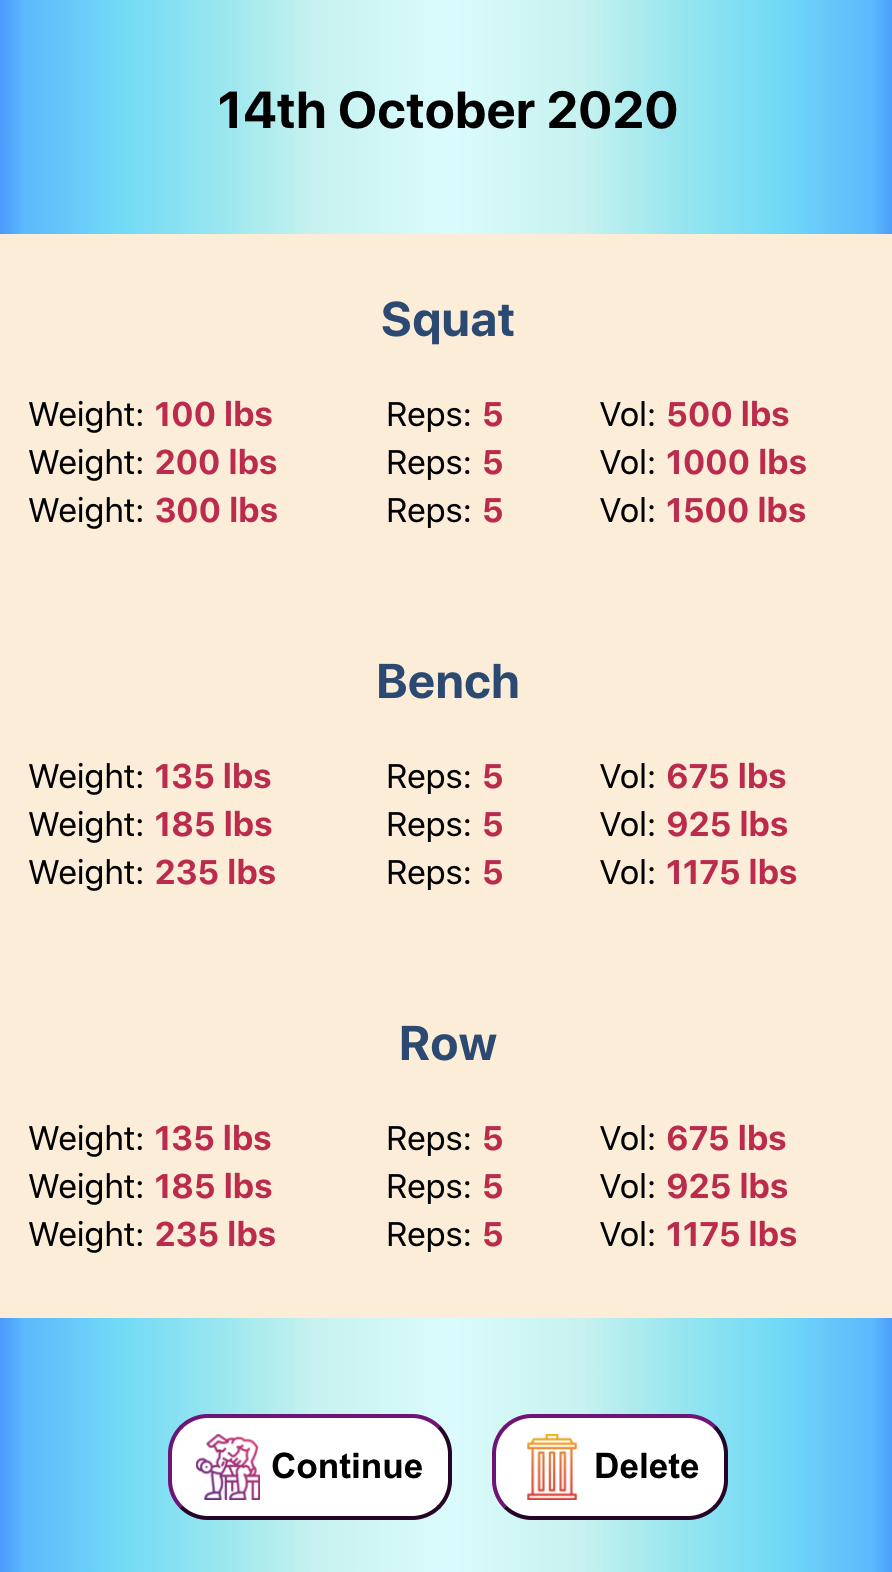 14th October 2020
Squat
Weight: 100 lbs Reps: 5 Vol: 500 lbs
Weight: 200 lbs Reps: 5 Vol: 1000 lbs
Weight: 300 lbs Reps: 5 Vol: 1500 lbs
Bench
Weight: 135 lbs Reps: 5 Vol: 675 lbs
Weight: 185 lbs Reps: 5 Vol: 925 lbs
Weight: 235 lbs Reps: 5 Vol: 1175 lbs
Row
Weight: 135 lbs Reps: 5 Vol: 675 lbs
Weight: 185 lbs Reps: 5 Vol: 925 lbs
Weight: 235 lbs Reps: 5 Vol: 1175 lbs
Continue Delete